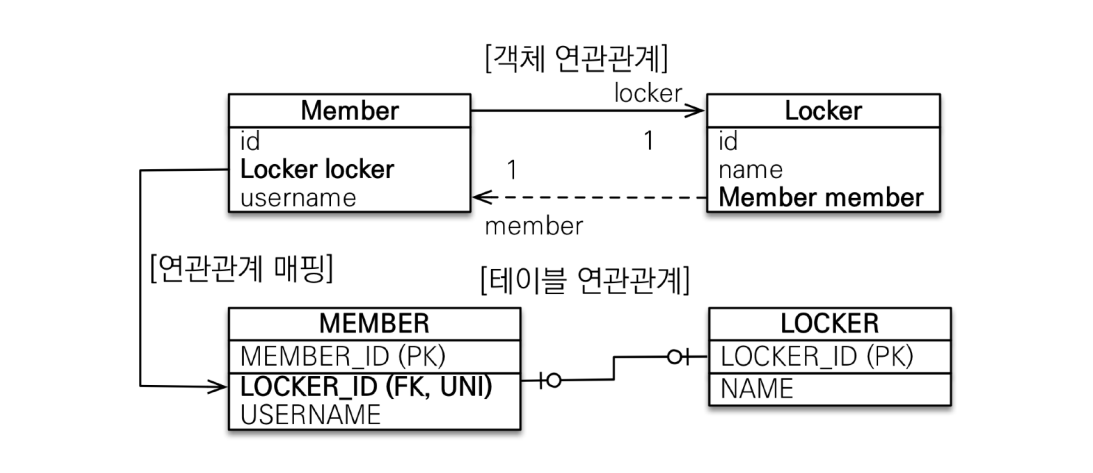 [객체 연관관계]
locker
Member
id
Locker locker
username
1
1
member
Locker
id
name
Member member
[연관관계 매핑]
[테이블 연관관계]
MEMBER
MEMBER_ID (PK)
LOCKER_ID (FK, UNI)
USERNAME
LOCKER
LOCKER_ID (PK)
NAME